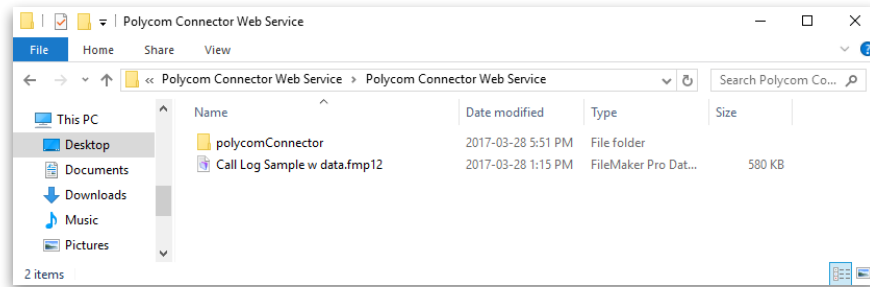 Polycom Connector Web Service
File Home Share View
« Polycom Connector Web Service > Polycom Connector Web Service Search Polycom Co...
Name Date modified Type Size
This PC
Desktop
Documents
Downloads
Music
Pictures
polycomConnector 2017-03-28 5:51 PM File folder
Call Log Sample w data.fmp12 2017-03-28 1:15 PM FileMaker Pro Dat... 580 KB
2 items